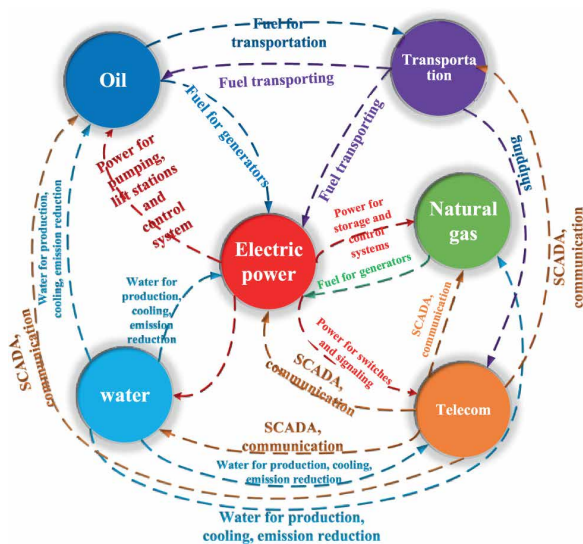 Fuel for
transportation
Oil
Transporta
tion
Fuel transporting
Fuel for generators
Fuel transporting
shipping
Power for
pumping,
lift stations
and
control
system
Power for
storage and
control
systems
Natural
gas
Electric
power
Fuel for generators
Water for production,
cooling, emission reduction
Water for
production,
cooling,
emission
reduction
SCADA,
communication
SCADA,
communication
Power for switches
and signaling
SCADA,
communication
SCADA,
communication
water
Telecom
SCADA,
communication
Water for production, cooling,
emission reduction
Water for production,
cooling, emission reduction